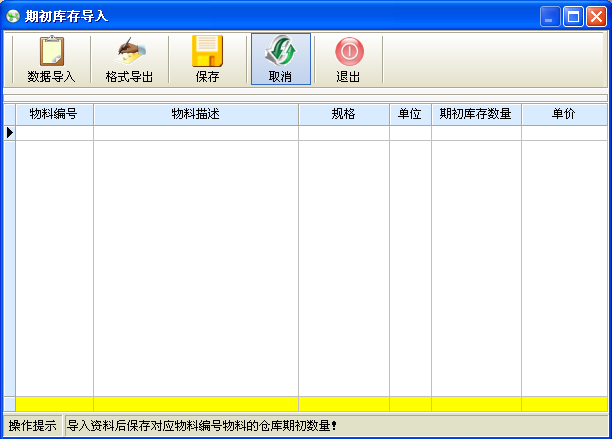 期初库存导入
数据导入 格式导出 保存 取消 退出
物料编号 物料描述 规格 单位 期初库存数量 单价
操作提示 导入资料后保存对应物料编号物料的仓库期初数量!